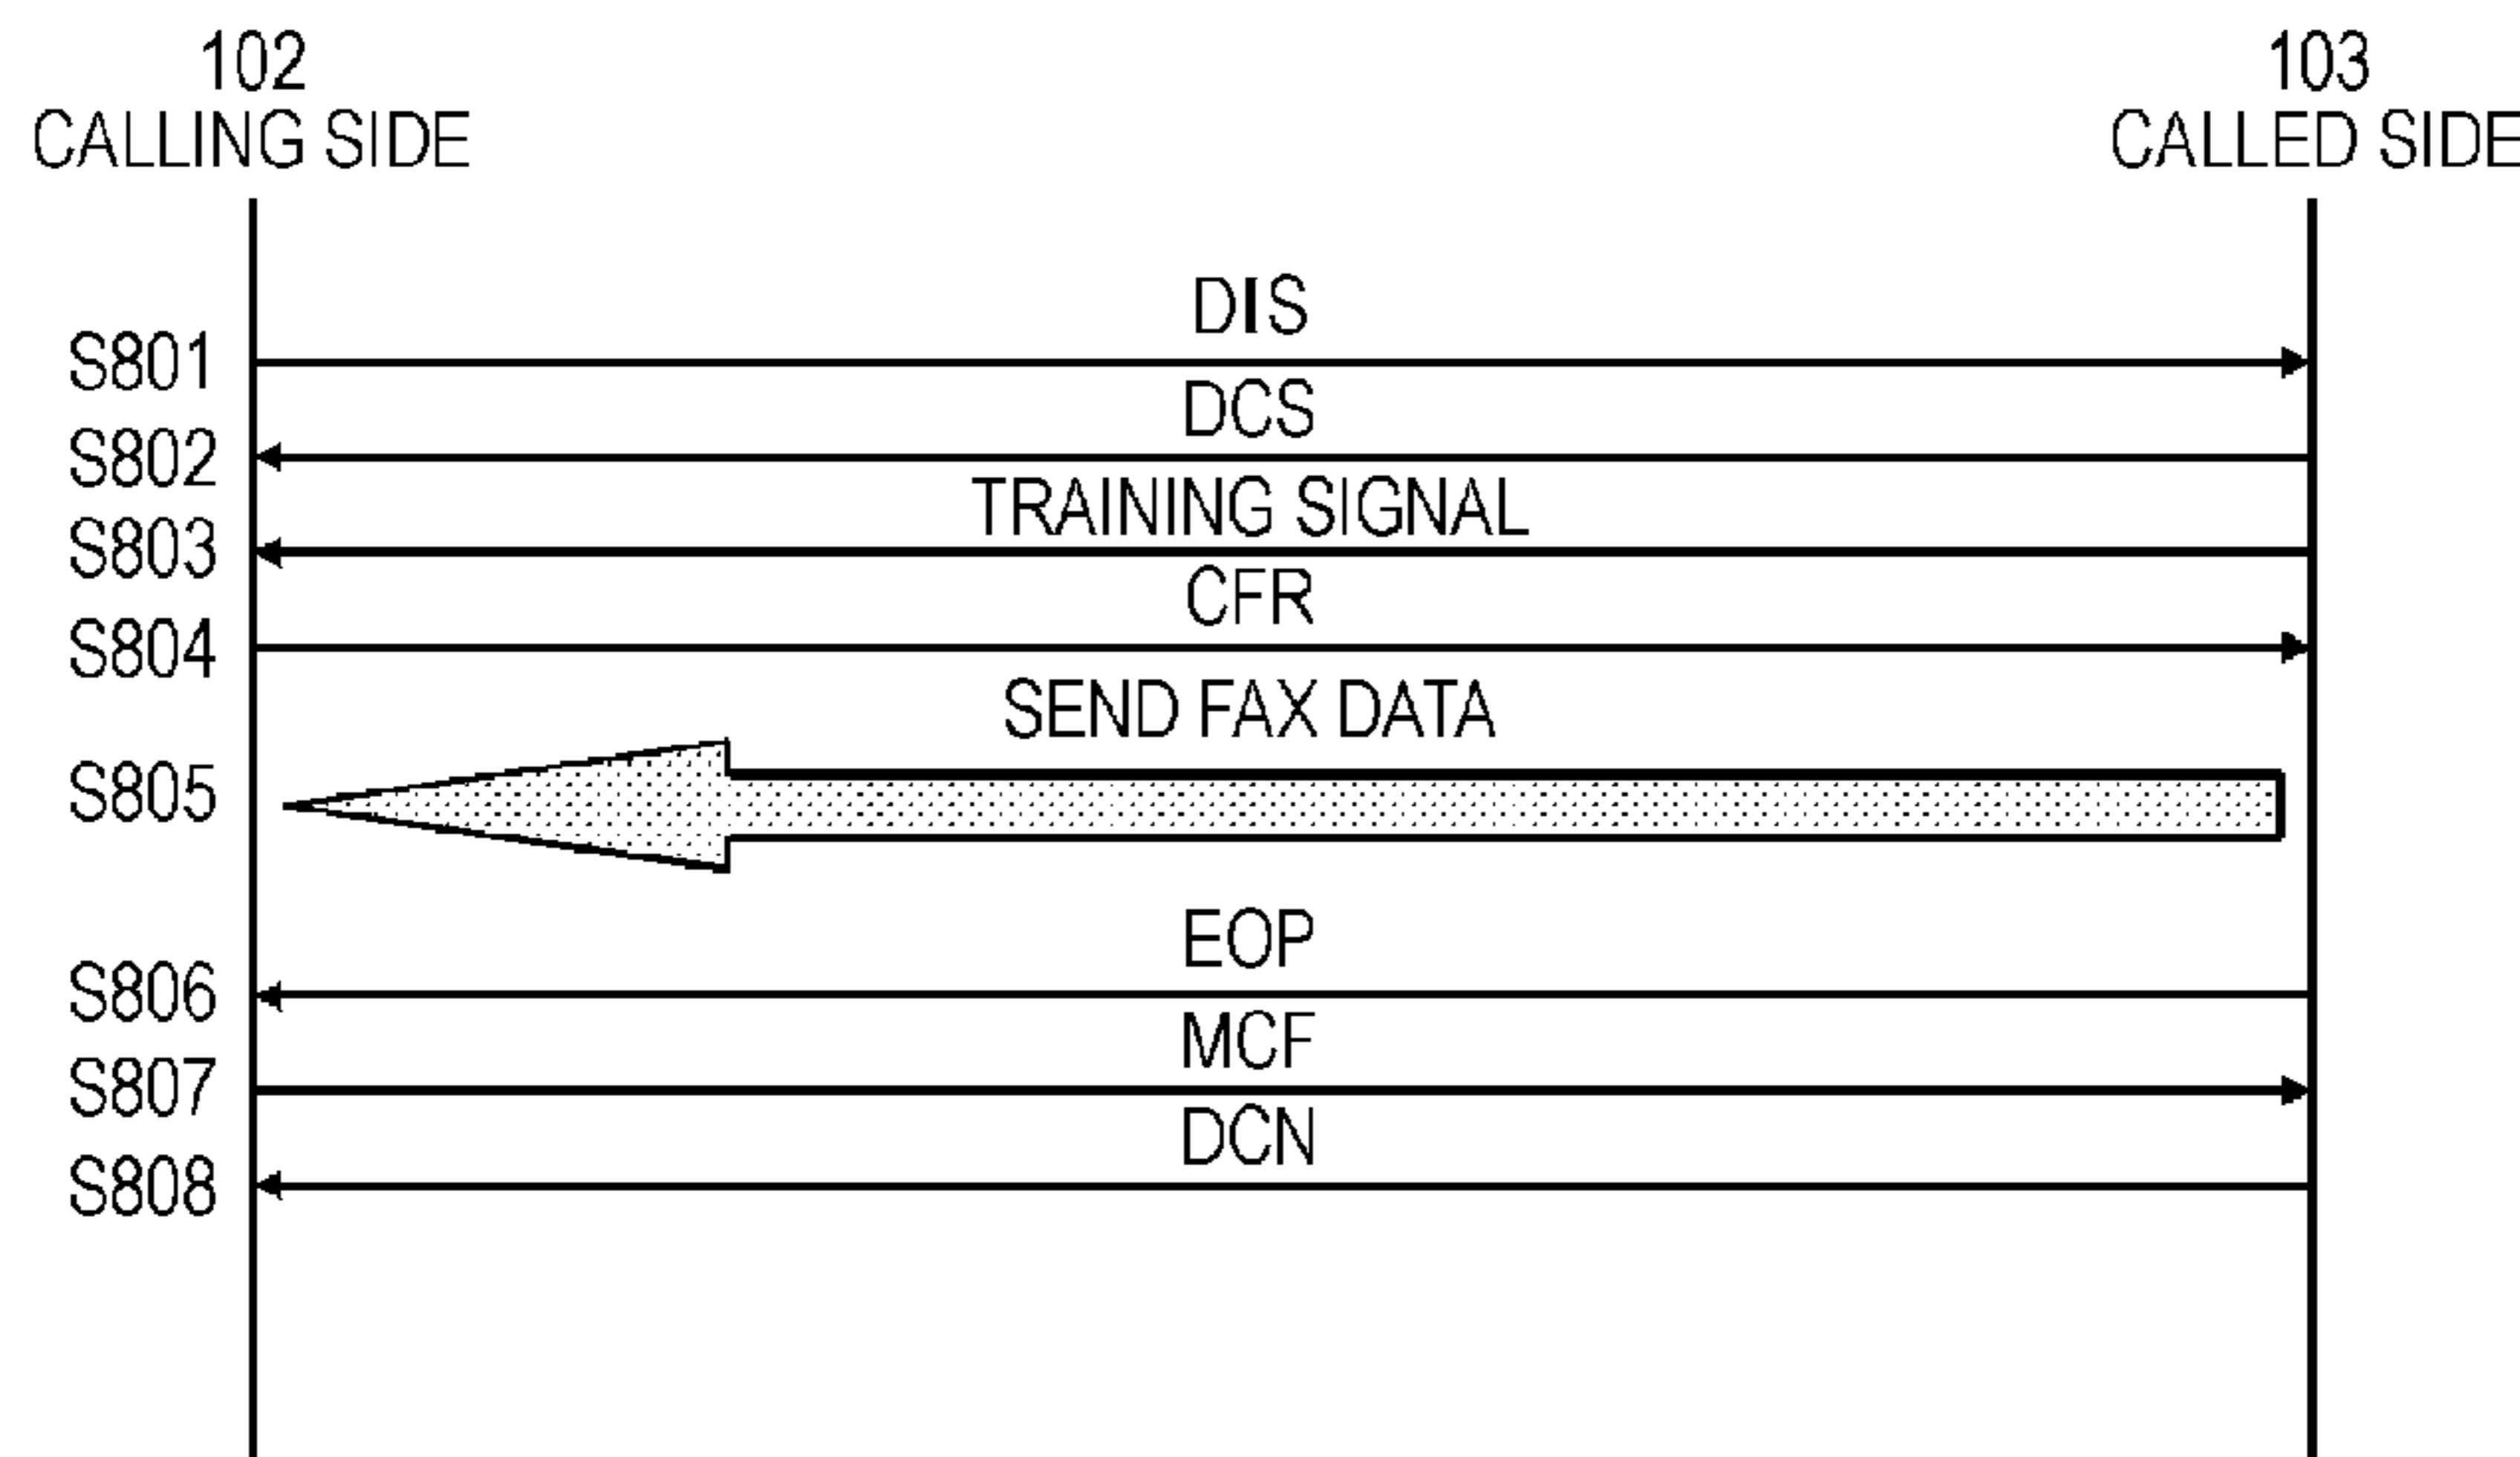 102
CALLING SIDE
103
CALLED SIDE
DIS
S801
DCS
S802
TRAINING SIGNAL
S803
CFR
S804
SEND FAX DATA
S805
EOP
S806
MCF
S807
DCN
S808